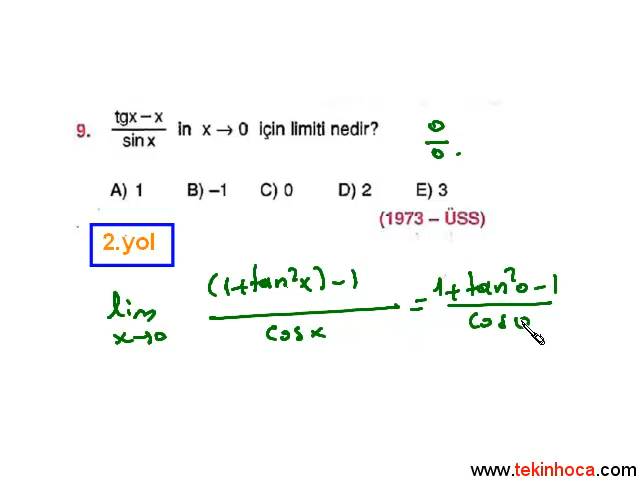 9. tgx – x / sin x in x → 0 için limiti nedir?
0/0 .
A) 1 B) –1 C) 0 D) 2 E) 3
(1973 – ÜSS)
2.yol
lim x→0 (1+tan²x) – 1 / cos x = 1+tan²0 – 1 / cos 0
www.tekinhoca.com